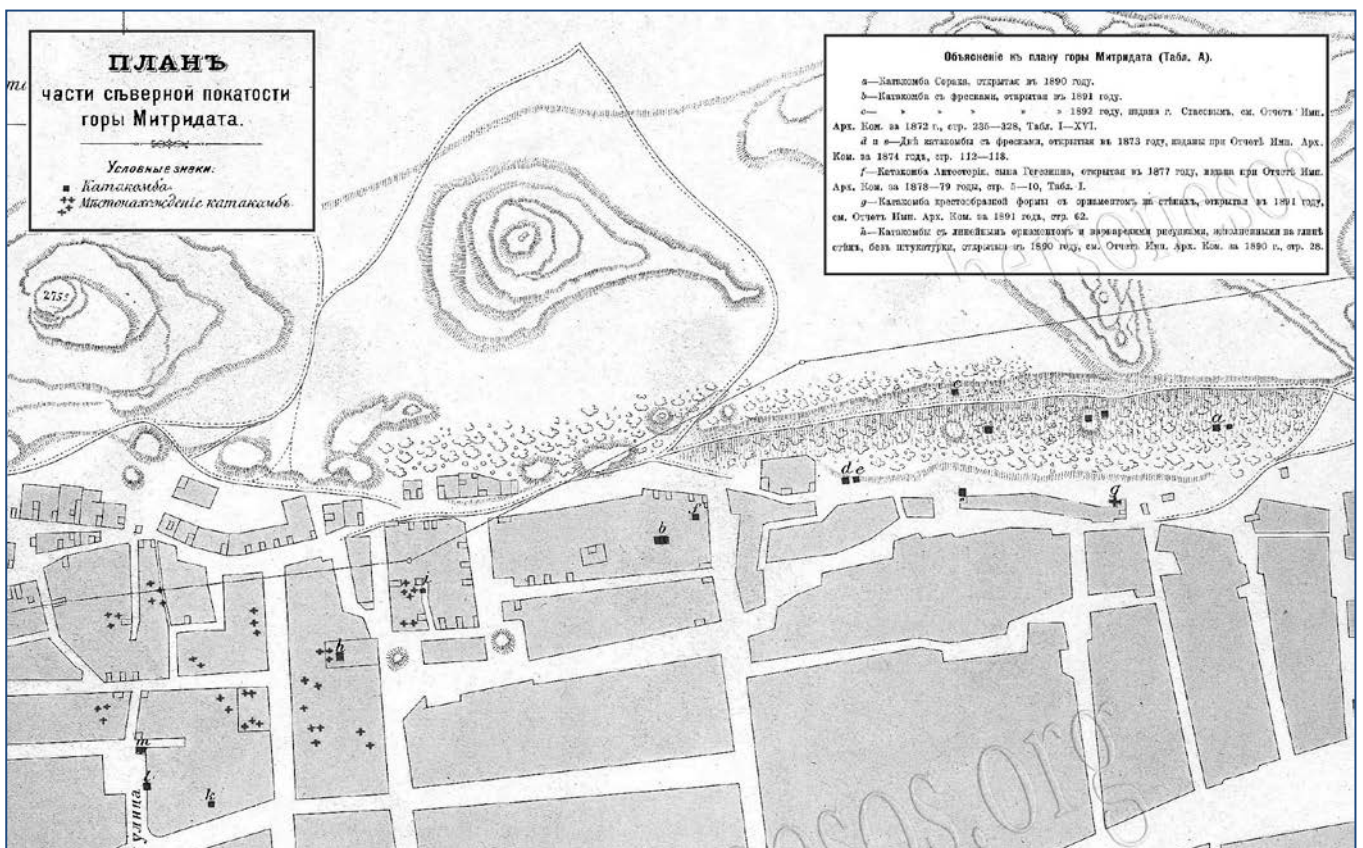 ПЛАНЪ
части сѣверной покатости
горы Митридата.
Условные знаки:
Катакомба
Мѣстонахожденіе катакомбъ
Объясненіе къ плану горы Митридата (Табл. А).
a—Катакомба Сорака, открытая въ 1890 году.
b—Катакомба съ фресками, открытая въ 1891 году.
c— » » » » » 1892 году, издана г. Стасовымъ, см. Отчетъ Имп.
Арх. Ком. за 1872 г., стр. 235—328, Табл. I—XVI.
d и e—Двѣ катакомбы съ фресками, открытыя въ 1873 году, изданы при Отчетѣ Имп. Арх.
Ком. за 1874 годъ, стр. 112—118.
f—Катакомба сына открытая въ 1877 году, издана при Отчетѣ Имп.
Арх. Ком. за 1878—79 годы, стр. 5—10, Табл. I.
g—Катакомба крестообразной формы съ орнаментомъ на стѣнахъ, открытая въ 1891 году,
см. Отчетъ Имп. Арх. Ком. за 1891 годъ, стр. 62.
h—Катакомбы съ линейнымъ орнаментомъ и варварскими рисунками, исполненными на глинѣ
стѣнъ, безъ штукатурки, открытыя въ 1890 году, см. Отчетъ Имп. Арх. Ком. за 1890 г., стр. 28.
hersonesos
c
a
d e
g
f
b
i
h
m
l
k
улица
sos.org